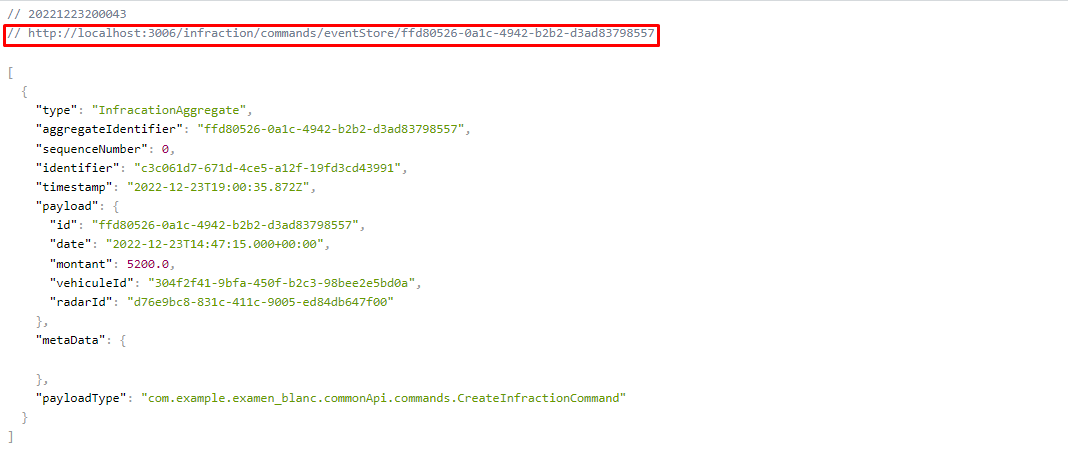 // 20221223200043
// http://localhost:3006/infraction/commands/eventStore/ffd80526-0a1c-4942-b2b2-d3ad83798557
[
{
"type": "InfracationAggregate",
"aggregateIdentifier": "ffd80526-0a1c-4942-b2b2-d3ad83798557",
"sequenceNumber": 0,
"identifier": "c3c061d7-671d-4ce5-a12f-19fd3cd43991",
"timestamp": "2022-12-23T19:00:35.872Z",
"payload": {
"id": "ffd80526-0a1c-4942-b2b2-d3ad83798557",
"date": "2022-12-23T14:47:15.000+00:00",
"montant": 5200.0,
"vehiculeId": "304f2f41-9bfa-450f-b2c3-98bee2e5bd0a",
"radarId": "d76e9bc8-831c-411c-9005-ed84db647f00"
},
"metaData": {
},
"payloadType": "com.example.examen_blanc.commonApi.commands.CreateInfractionCommand"
}
]